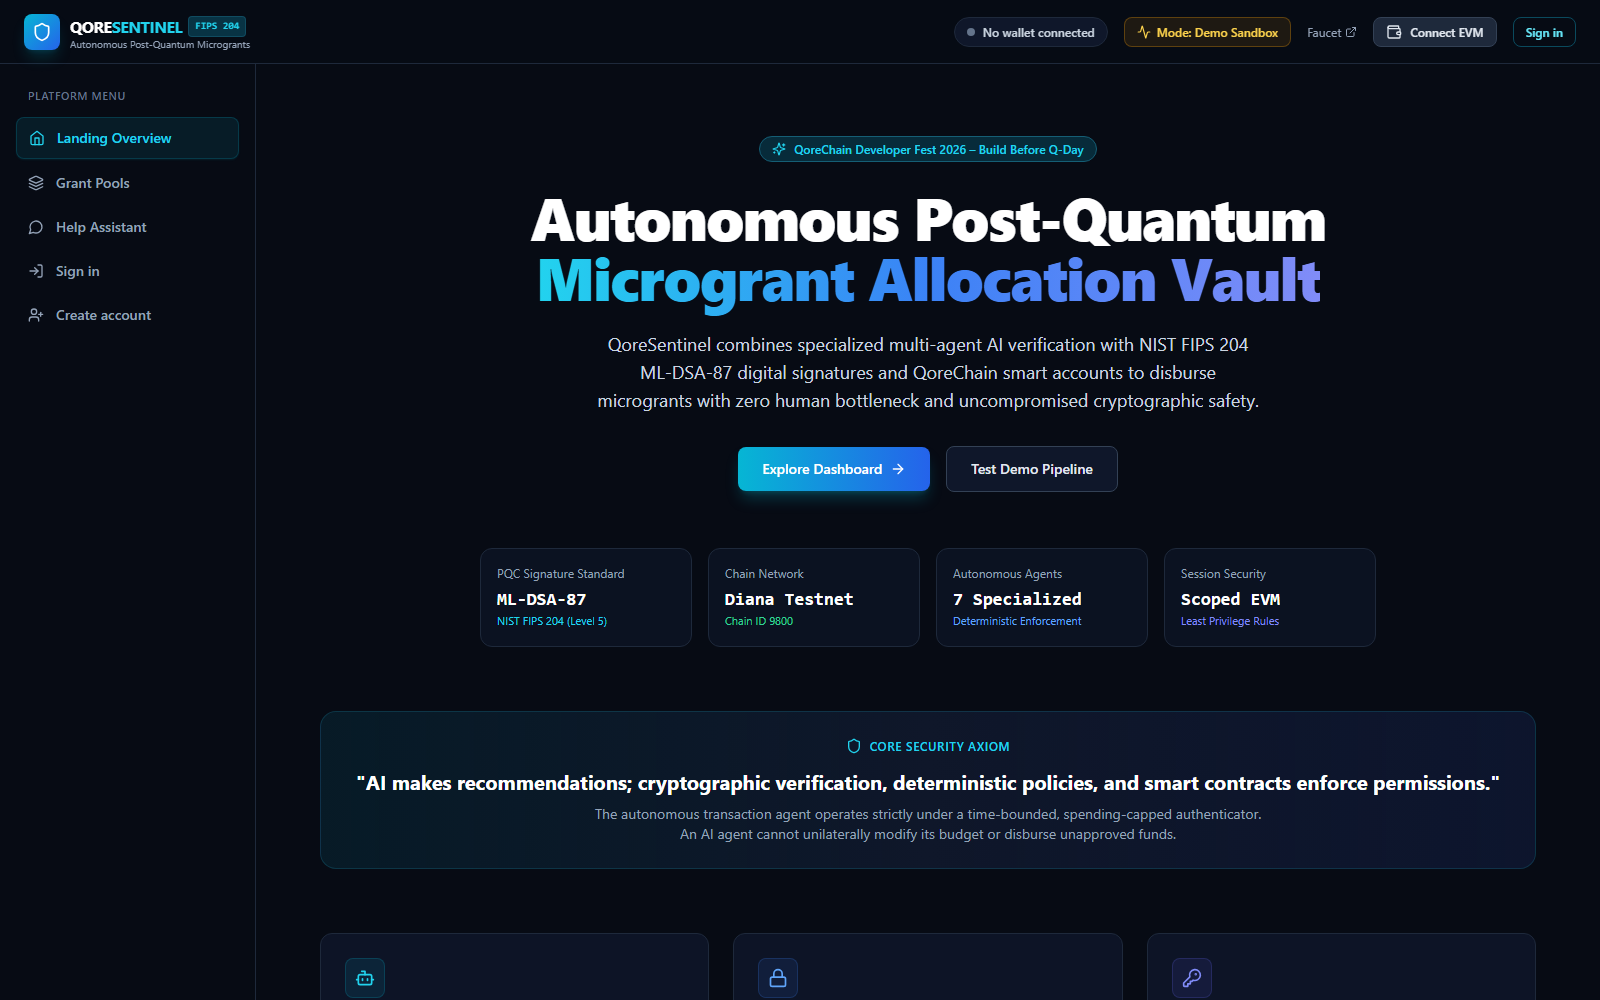 QORESENTINEL FIPS 204
Autonomous Post-Quantum Microgrants
No wallet connected
Mode: Demo Sandbox
Faucet
Connect EVM
Sign in
PLATFORM MENU
Landing Overview
Grant Pools
Help Assistant
Sign in
Create account
QoreChain Developer Fest 2026 – Build Before Q-Day
Autonomous Post-Quantum
Microgrant Allocation Vault
QoreSentinel combines specialized multi-agent AI verification with NIST FIPS 204
ML-DSA-87 digital signatures and QoreChain smart accounts to disburse
microgrants with zero human bottleneck and uncompromised cryptographic safety.
Explore Dashboard
Test Demo Pipeline
PQC Signature Standard
ML-DSA-87
NIST FIPS 204 (Level 5)
Chain Network
Diana Testnet
Chain ID 9800
Autonomous Agents
7 Specialized
Deterministic Enforcement
Session Security
Scoped EVM
Least Privilege Rules
CORE SECURITY AXIOM
"AI makes recommendations; cryptographic verification, deterministic policies, and smart contracts enforce permissions."
The autonomous transaction agent operates strictly under a time-bounded, spending-capped authenticator.
An AI agent cannot unilaterally modify its budget or disburse unapproved funds.